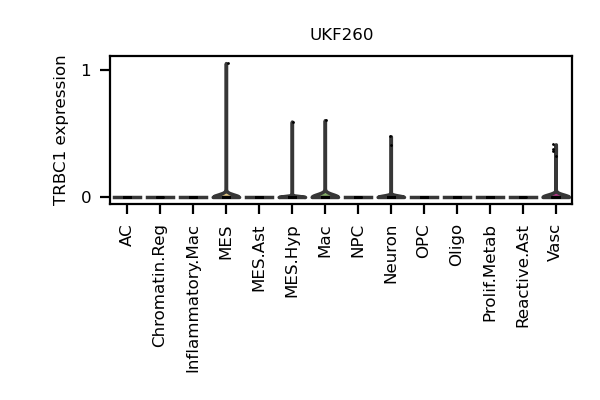 UKF260
TRBC1 expression
1
0
AC
Chromatin.Reg
Inflammatory.Mac
MES
MES.Ast
MES.Hyp
Mac
NPC
Neuron
OPC
Oligo
Prolif.Metab
Reactive.Ast
Vasc